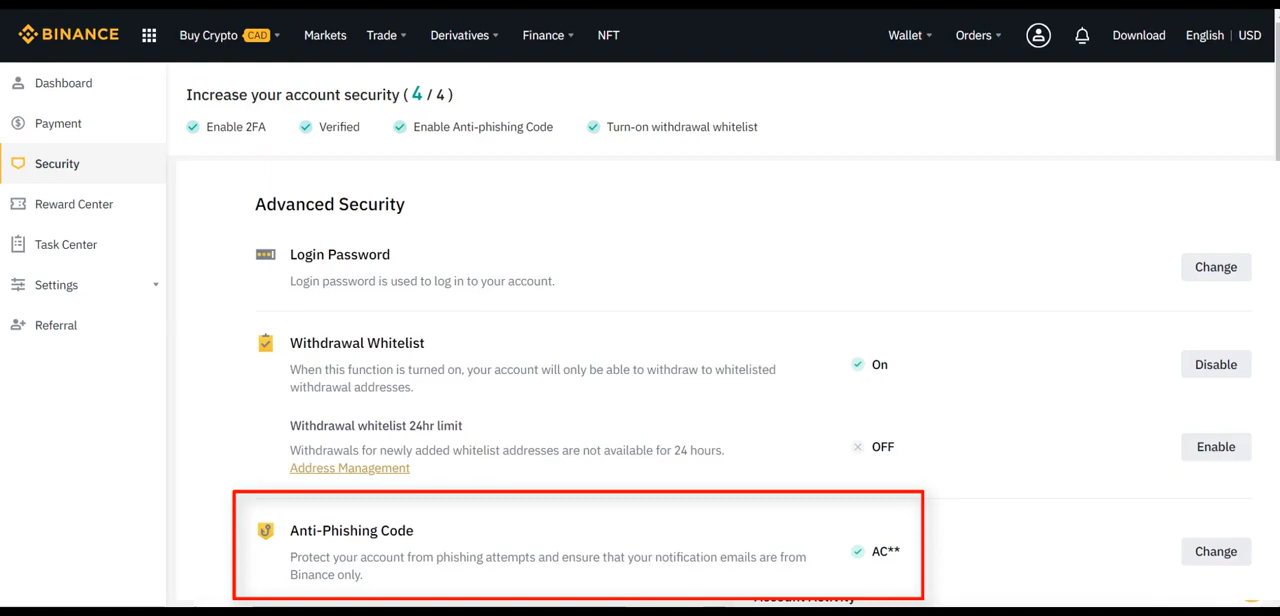 BINANCE
Buy Crypto CAD
Markets
Trade
Derivatives
Finance
NFT
Wallet
Orders
Download
English | USD
Dashboard
Payment
Security
Reward Center
Task Center
Settings
Referral
Increase your account security ( 4 / 4 )
Enable 2FA
Verified
Enable Anti-phishing Code
Turn-on withdrawal whitelist
Advanced Security
Login Password
Login password is used to log in to your account.
Change
Withdrawal Whitelist
When this function is turned on, your account will only be able to withdraw to whitelisted
withdrawal addresses.
On
Disable
Withdrawal whitelist 24hr limit
Withdrawals for newly added whitelist addresses are not available for 24 hours.
Address Management
OFF
Enable
Anti-Phishing Code
Protect your account from phishing attempts and ensure that your notification emails are from
Binance only.
AC**
Change
Account Activity